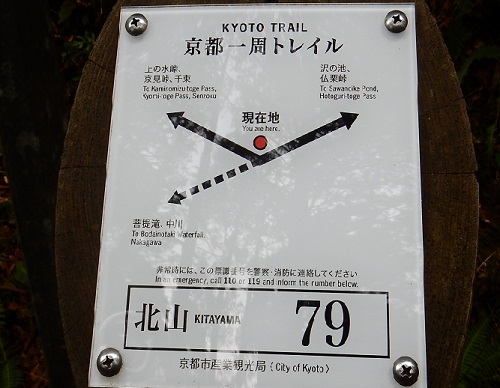 KYOTO TRAIL
京都一周トレイル
上の水峠、
京見峠、千束
To Kaminomizu-toge Pass,
Kyomi-toge Pass, Senzoku
沢の池、
仏栗峠
To Sawanoike Pond,
Hotoguri-toge Pass
現在地
You are here.
菩提滝、中川
To Bodainotaki Waterfall,
Nakagawa
非常時には、この標識番号を警察・消防に連絡してください
In an emergency, call 110 or 119 and inform the number below.
北山 KITAYAMA 79
京都市産業観光局 (City of Kyoto)